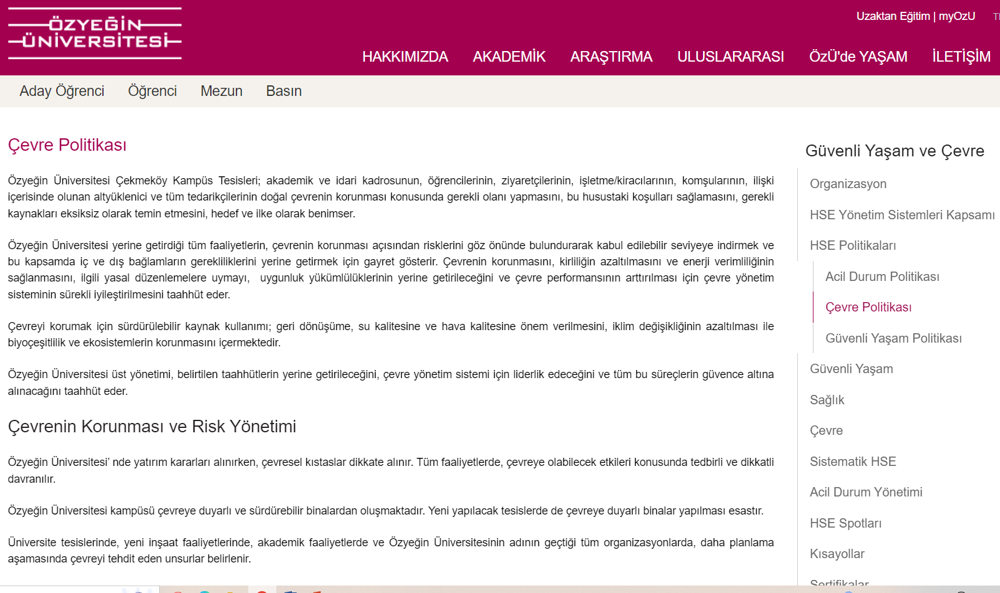 ÖZYEĞİN
ÜNİVERSİTESİ
Uzaktan Eğitim | myOzU
HAKKIMIZDA AKADEMİK ARAŞTIRMA ULUSLARARASI ÖzÜ'de YAŞAM İLETİŞİM
Aday Öğrenci Öğrenci Mezun Basın
Çevre Politikası
Özyeğin Üniversitesi Çekmeköy Kampüs Tesisleri; akademik ve idari kadrosunun, öğrencilerinin, ziyaretçilerinin, işletme/kiracılarının, komşularının, ilişki
içerisinde olunan altyüklenici ve tüm tedarikçilerinin doğal çevrenin korunması konusunda gerekli olanı yapmasını, bu husustaki koşulları sağlamasını, gerekli
kaynakları eksiksiz olarak temin etmesini, hedef ve ilke olarak benimser.
Özyeğin Üniversitesi yerine getirdiği tüm faaliyetlerin, çevrenin korunması açısından risklerini göz önünde bulundurarak kabul edilebilir seviyeye indirmek ve
bu kapsamda iç ve dış bağlamların gerekliliklerini yerine getirmek için gayret gösterir. Çevrenin korunmasını, kirliliğin azaltılmasını ve enerji verimliliğinin
sağlanmasını, ilgili yasal düzenlemelere uymayı, uygunluk yükümlülüklerinin yerine getirileceğini ve çevre performansının arttırılması için çevre yönetim
sisteminin sürekli iyileştirilmesini taahhüt eder.
Çevreyi korumak için sürdürülebilir kaynak kullanımı; geri dönüşüme, su kalitesine ve hava kalitesine önem verilmesini, iklim değişikliğinin azaltılması ile
biyoçeşitlilik ve ekosistemlerin korunmasını içermektedir.
Özyeğin Üniversitesi üst yönetimi, belirtilen taahhütlerin yerine getirileceğini, çevre yönetim sistemi için liderlik edeceğini ve tüm bu süreçlerin güvence altına
alınacağını taahhüt eder.
Çevrenin Korunması ve Risk Yönetimi
Özyeğin Üniversitesi’ nde yatırım kararları alınırken, çevresel kıstaslar dikkate alınır. Tüm faaliyetlerde, çevreye olabilecek etkileri konusunda tedbirli ve dikkatli
davranılır.
Özyeğin Üniversitesi kampüsü çevreye duyarlı ve sürdürebilir binalardan oluşmaktadır. Yeni yapılacak tesislerde de çevreye duyarlı binalar yapılması esastır.
Üniversite tesislerinde, yeni inşaat faaliyetlerinde, akademik faaliyetlerde ve Özyeğin Üniversitesinin adının geçtiği tüm organizasyonlarda, daha planlama
aşamasında çevreyi tehdit eden unsurlar belirlenir.
Güvenli Yaşam ve Çevre
Organizasyon
HSE Yönetim Sistemleri Kapsamı
HSE Politikaları
Acil Durum Politikası
Çevre Politikası
Güvenli Yaşam Politikası
Güvenli Yaşam
Sağlık
Çevre
Sistematik HSE
Acil Durum Yönetimi
HSE Spotları
Kısayollar
Sertifikalar